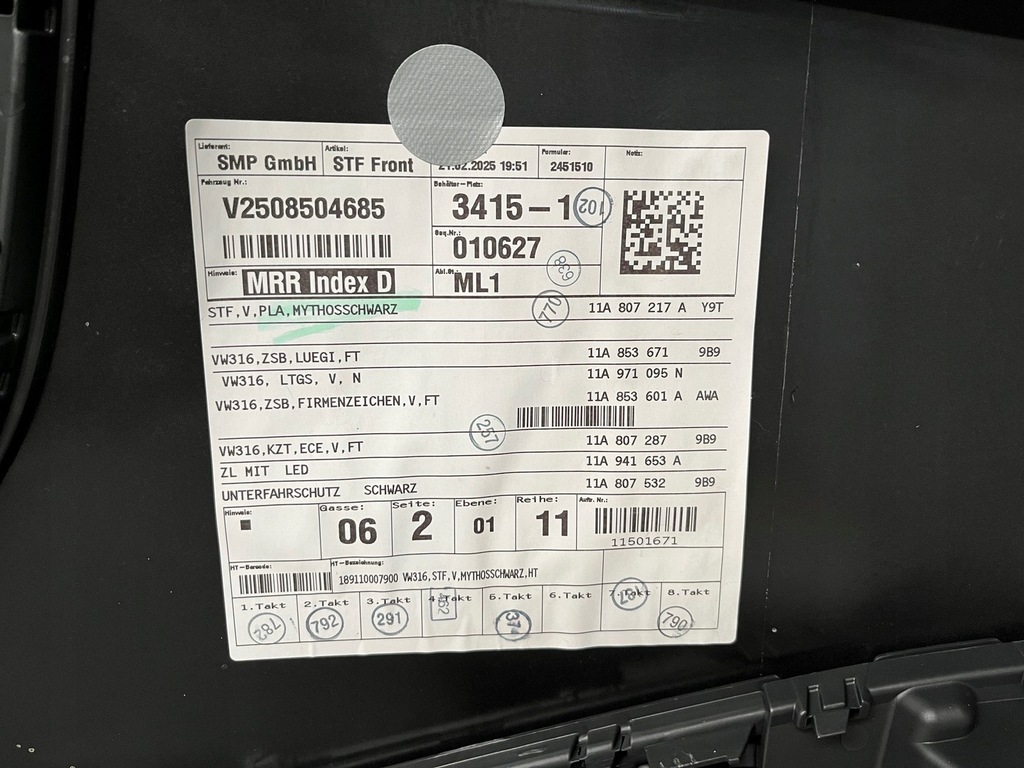 Lieferant: Artikel: Formular: Notiz:
SMP GmbH STF Front 21.02.2025 19:51 2451510
Fahrzeug Nr.: Behälter-Platz:
V2508504685 3415-1 102
Seq.Nr.:
010627
639
Hinweis: Abl.Ot.:
MRR Index D ML1
770
STF,V,PLA,MYTHOSSCHWARZ 11A 807 217 A Y9T
VW316,ZSB,LUEGI,FT 11A 853 671 9B9
VW316, LTGS, V, N 11A 971 095 N
VW316,ZSB,FIRMENZEICHEN,V,FT 11A 853 601 A AWA
257
VW316,KZT,ECE,V,FT 11A 807 287 9B9
ZL MIT LED 11A 941 653 A
UNTERFAHRSCHUTZ SCHWARZ 11A 807 532 9B9
Hinweis: Gasse: Seite: Ebene: Reihe: Auftr. Nr.:
06 2 01 11
11501671
HT-Barcode: HT-Bezeichnung:
189110007900 VW316,STF,V,MYTHOSSCHWARZ,HT
1.Takt 2.Takt 3.Takt 4.Takt 5.Takt 6.Takt 7.Takt 8.Takt
782 792 291 452 374 787 790